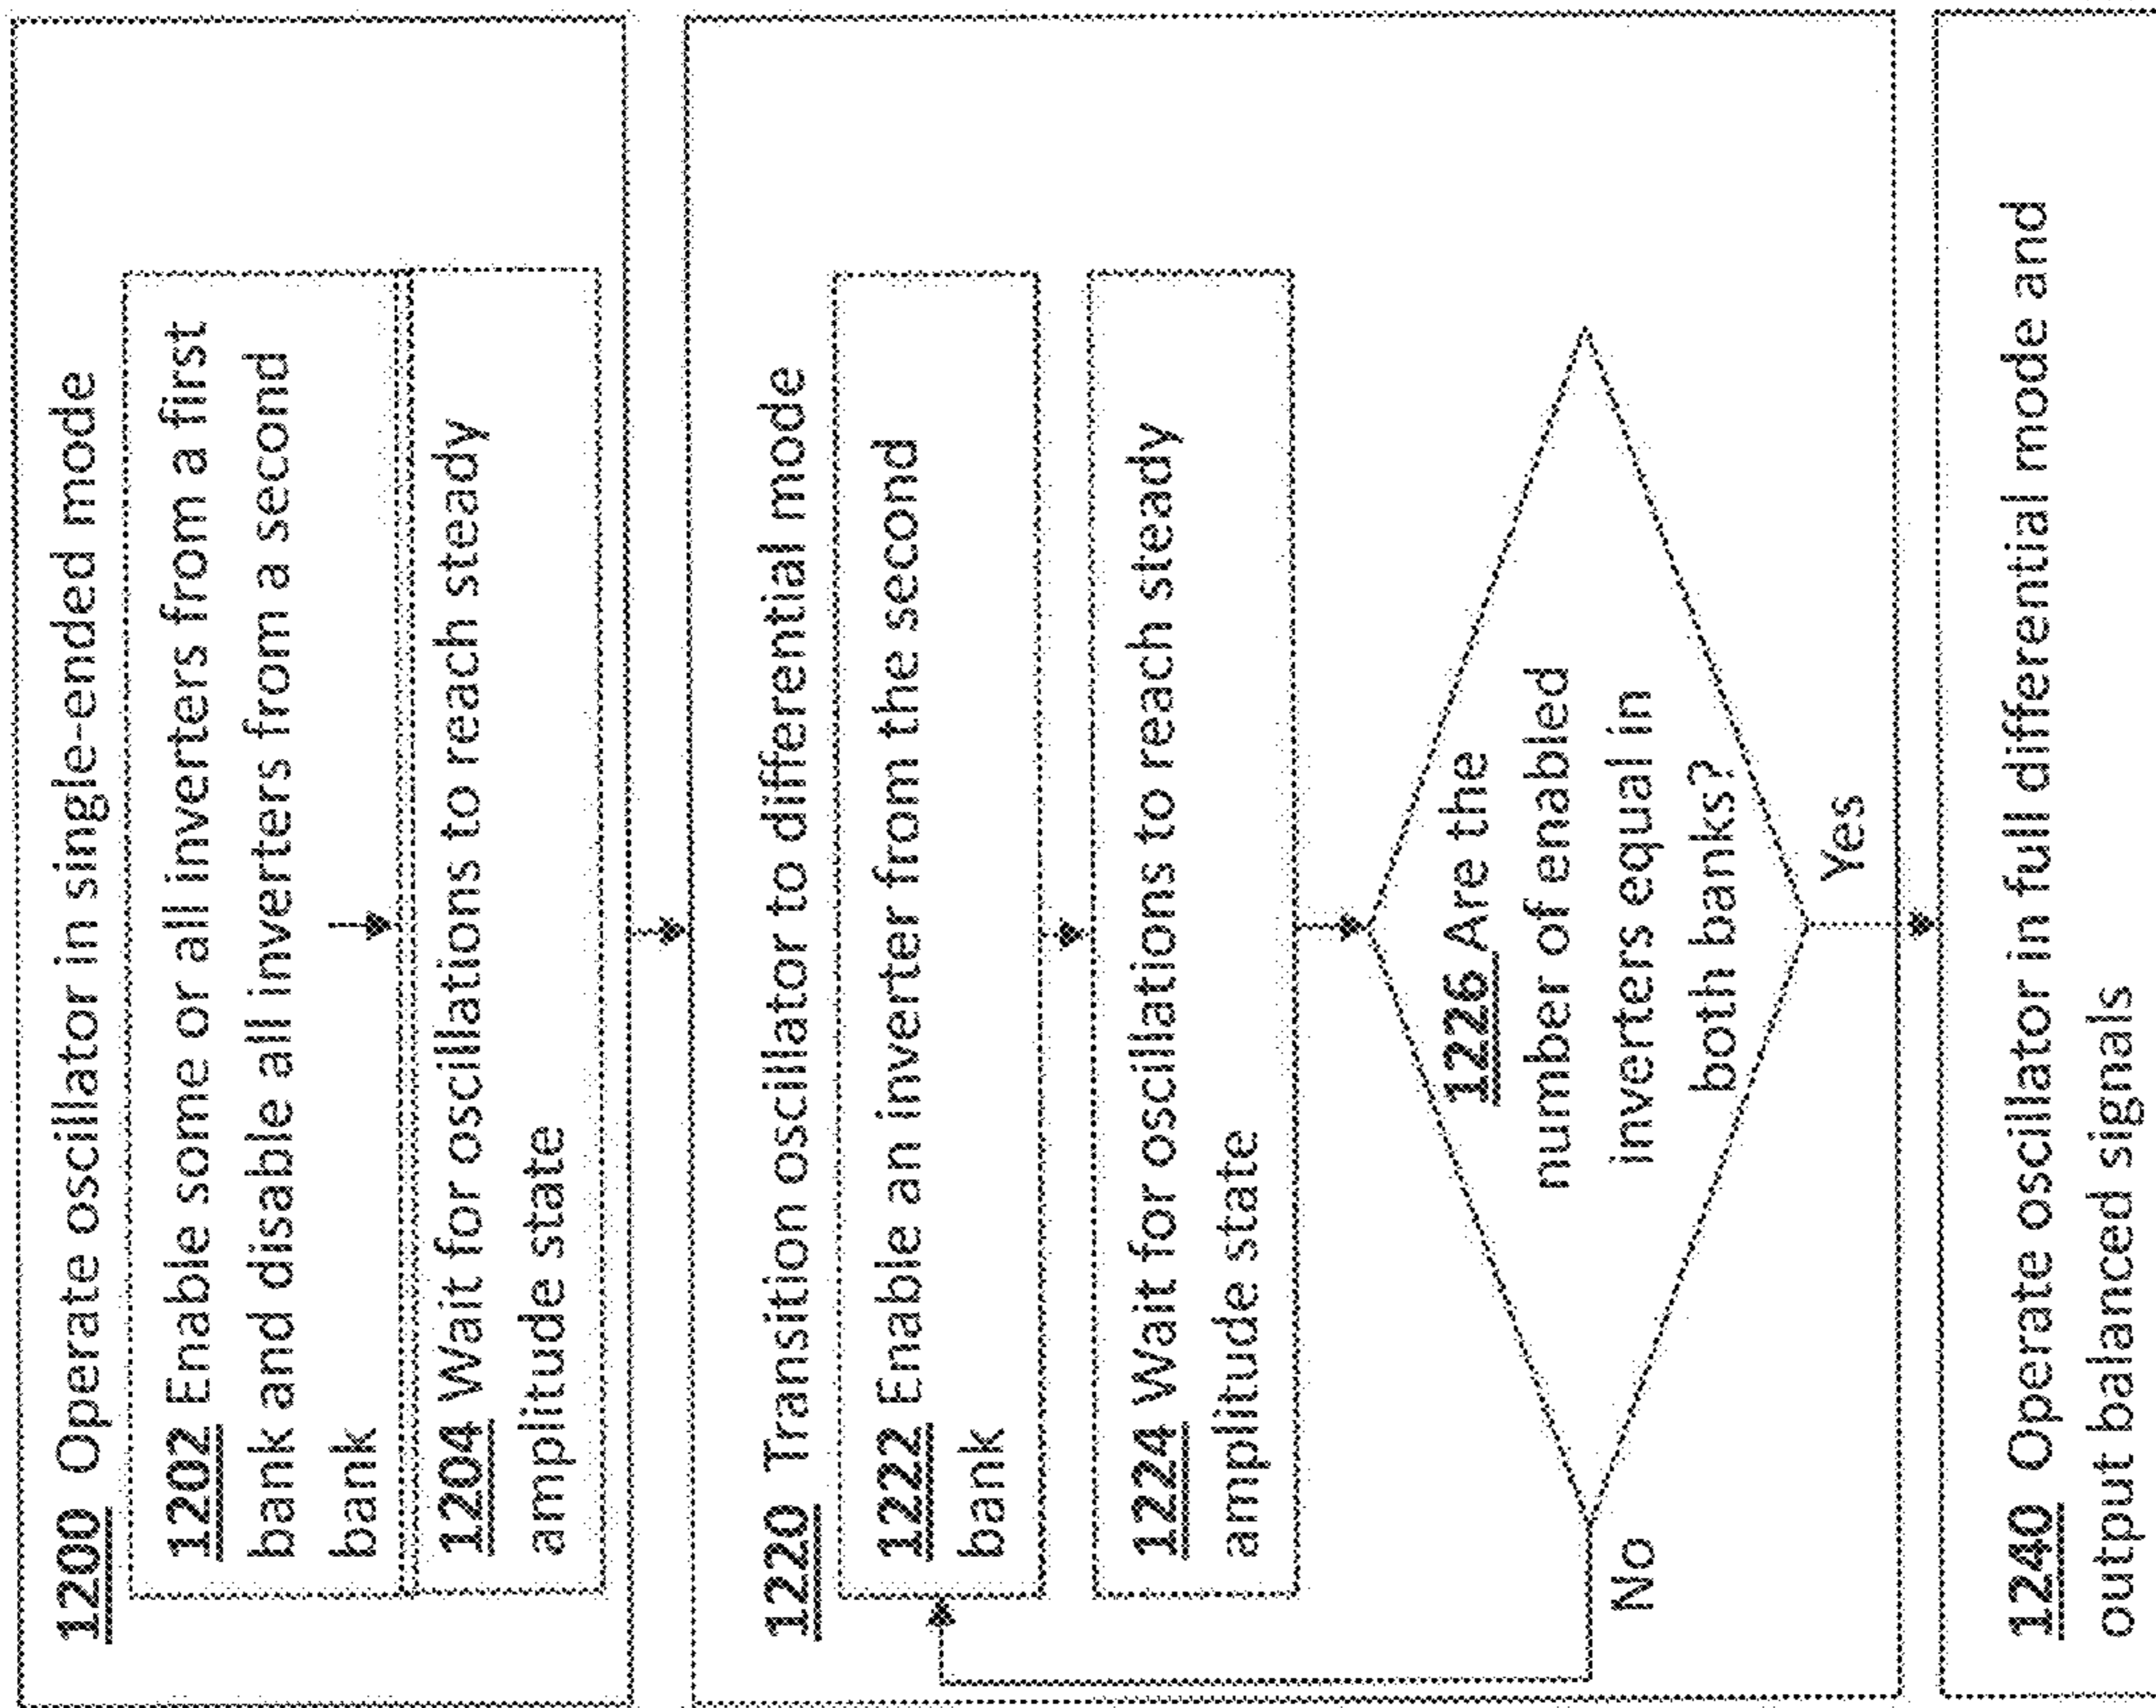 1200 Operate oscillator in single-ended mode
1202 Enable some or all inverters from a first
bank and disable all inverters from a second
bank
1204 Wait for oscillations to reach steady
amplitude state
1220 Transition oscillator to differential mode
1222 Enable an inverter from the second
bank
1224 Wait for oscillations to reach steady
amplitude state
1226 Are the
number of enabled
inverters equal in
both banks?
No
Yes
1240 Operate oscillator in full differential mode and
output balanced signals